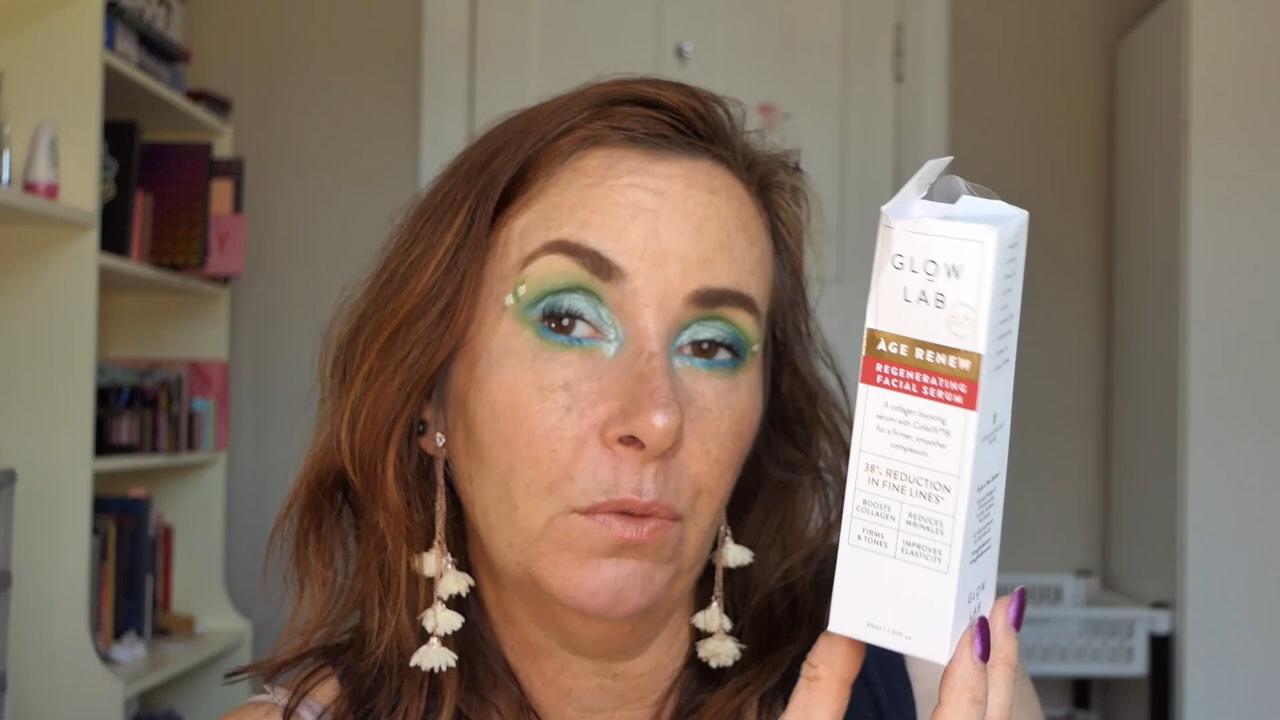 GLOW
LAB
AGE RENEW
REGENERATING
FACIAL SERUM
A collagen-boosting
serum with
for a firmer, smoother
complexion.
38% REDUCTION
IN FINE LINES
BOOSTS
COLLAGEN
REDUCES
WRINKLES
FIRMS
& TONES
IMPROVES
ELASTICITY
GLOW
LAB